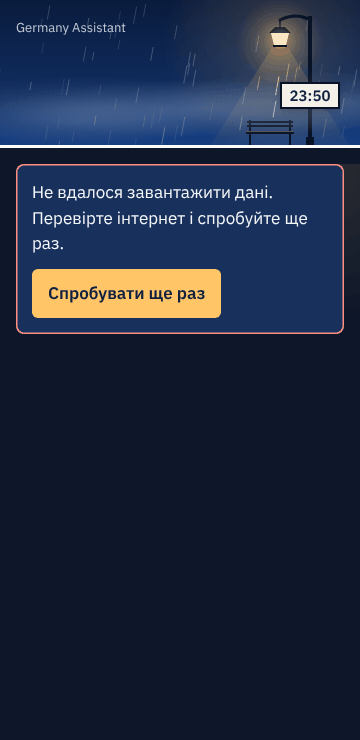 Germany Assistant
23:50
Не вдалося завантажити дані.
Перевірте інтернет і спробуйте ще
раз.
Спробувати ще раз